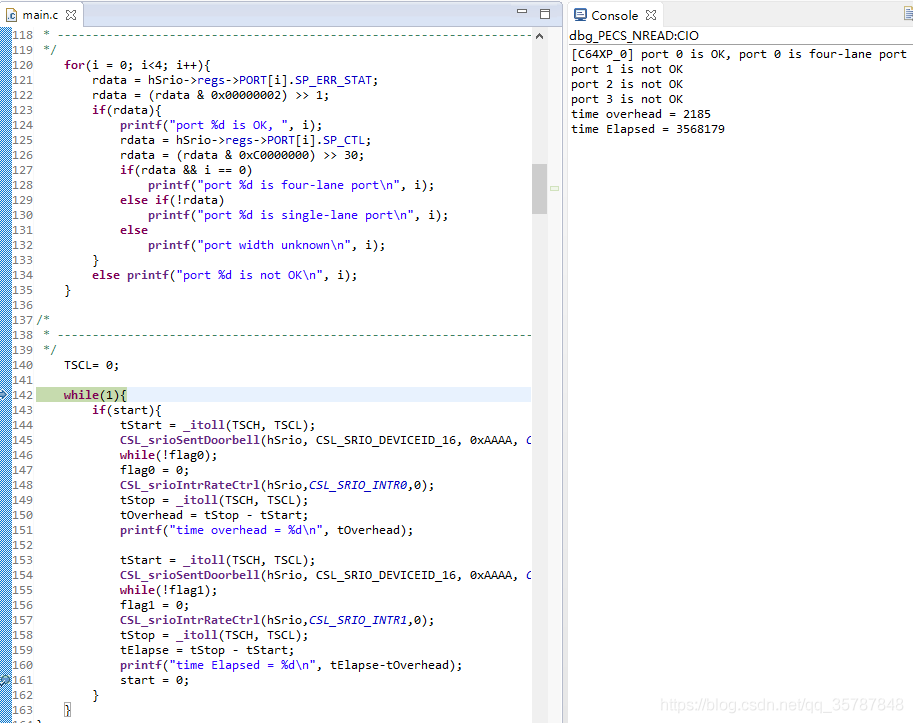 main.c
118 * --------------------------------------------------------------------
119 */
120 for(i = 0; i<4; i++){
121 rdata = hSrio->regs->PORT[i].SP_ERR_STAT;
122 rdata = (rdata & 0x00000002) >> 1;
123 if(rdata){
124 printf("port %d is OK, ", i);
125 rdata = hSrio->regs->PORT[i].SP_CTL;
126 rdata = (rdata & 0xC0000000) >> 30;
127 if(rdata && i == 0)
128 printf("port %d is four-lane port\n", i);
129 else if(!rdata)
130 printf("port %d is single-lane port\n", i);
131 else
132 printf("port width unknown\n", i);
133 }
134 else printf("port %d is not OK\n", i);
135 }
136
137 /*
138 * --------------------------------------------------------------------
139 */
140 TSCL= 0;
141
142 while(1){
143 if(start){
144 tStart = _itoll(TSCH, TSCL);
145 CSL_srioSentDoorbell(hSrio, CSL_SRIO_DEVICEID_16, 0xAAAA, C
146 while(!flag0);
147 flag0 = 0;
148 CSL_srioIntrRateCtrl(hSrio,CSL_SRIO_INTR0,0);
149 tStop = _itoll(TSCH, TSCL);
150 tOverhead = tStop - tStart;
151 printf("time overhead = %d\n", tOverhead);
152
153 tStart = _itoll(TSCH, TSCL);
154 CSL_srioSentDoorbell(hSrio, CSL_SRIO_DEVICEID_16, 0xAAAA, C
155 while(!flag1);
156 flag1 = 0;
157 CSL_srioIntrRateCtrl(hSrio,CSL_SRIO_INTR1,0);
158 tStop = _itoll(TSCH, TSCL);
159 tElapse = tStop - tStart;
160 printf("time Elapsed = %d\n", tElapse-tOverhead);
161 start = 0;
162 }
163 }
Console
dbg_PECS_NREAD:CIO
[C64XP_0] port 0 is OK, port 0 is four-lane port
port 1 is not OK
port 2 is not OK
port 3 is not OK
time overhead = 2185
time Elapsed = 3568179
https://blog.csdn.net/qq_35787848